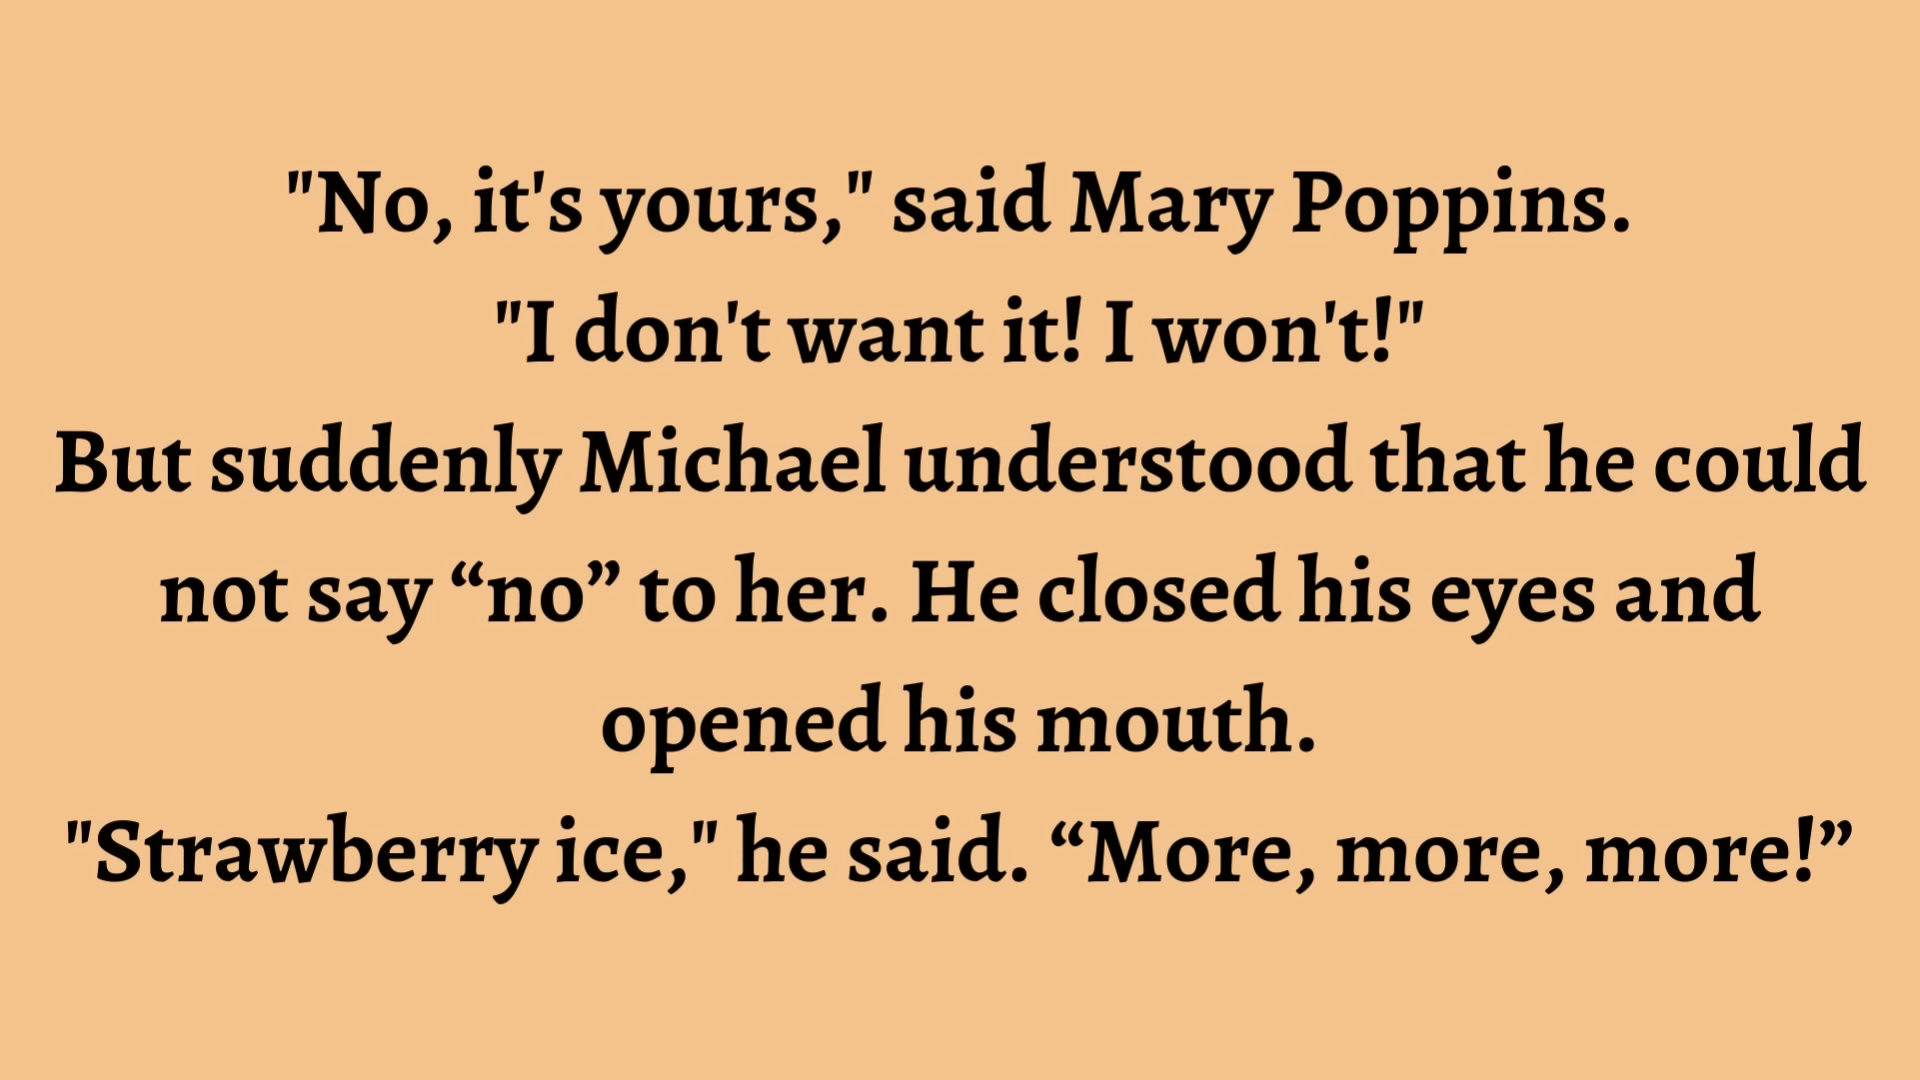 "No, it's yours," said Mary Poppins.
"I don't want it! I won't!"
But suddenly Michael understood that he could
not say “no” to her. He closed his eyes and
opened his mouth.
"Strawberry ice," he said. “More, more, more!”